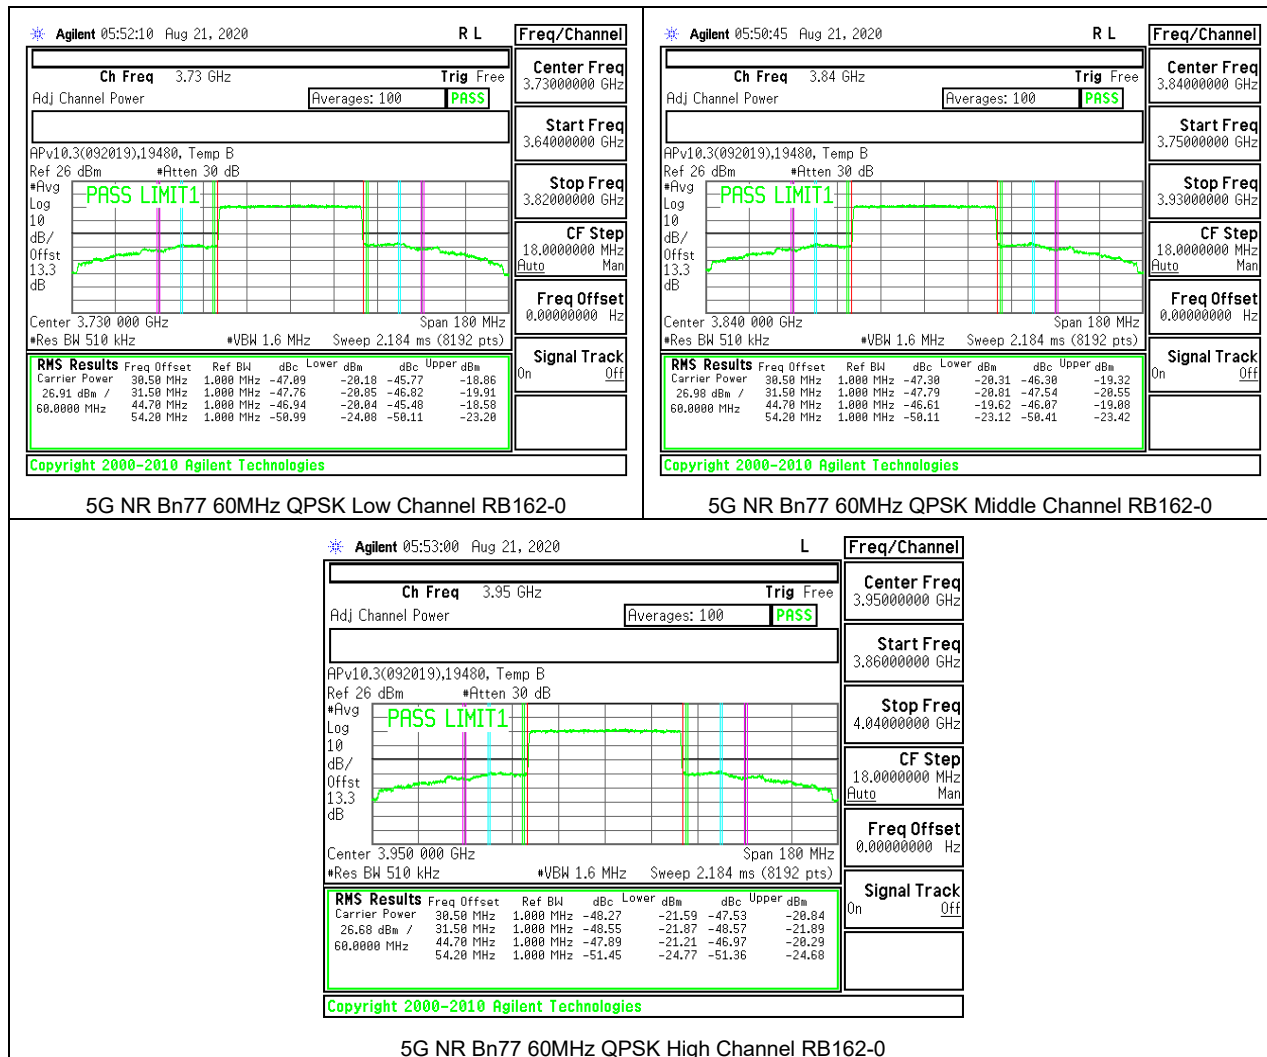 Agilent 05:52:10 Aug 21, 2020 R L Freq/Channel
Ch Freq 3.73 GHz Trig Free
Adj Channel Power Averages: 100 PASS
Center Freq
3.73000000 GHz
Start Freq
3.64000000 GHz
Stop Freq
3.82000000 GHz
CF Step
18.0000000 MHz
Auto Man
Freq Offset
0.00000000 Hz
Signal Track
On Off
APv10.3(092019),19480, Temp B
Ref 26 dBm #Atten 30 dB
#Avg
Log
10
dB/
Offst
13.3
dB
PASS LIMIT1
Center 3.730 000 GHz Span 180 MHz
#Res BW 510 kHz #VBW 1.6 MHz Sweep 2.184 ms (8192 pts)
RMS Results Freq Offset Ref BW dBc Lower dBm dBc Upper dBm
Carrier Power 30.50 MHz 1.000 MHz -47.09 -20.18 -45.77 -18.86
26.91 dBm / 31.50 MHz 1.000 MHz -47.76 -20.85 -46.82 -19.91
60.0000 MHz 44.70 MHz 1.000 MHz -46.94 -20.04 -45.48 -18.58
54.20 MHz 1.000 MHz -50.99 -24.08 -50.11 -23.20
Copyright 2000-2010 Agilent Technologies
5G NR Bn77 60MHz QPSK Low Channel RB162-0
Agilent 05:50:45 Aug 21, 2020 R L Freq/Channel
Ch Freq 3.84 GHz Trig Free
Adj Channel Power Averages: 100 PASS
Center Freq
3.84000000 GHz
Start Freq
3.75000000 GHz
Stop Freq
3.93000000 GHz
CF Step
18.0000000 MHz
Auto Man
Freq Offset
0.00000000 Hz
Signal Track
On Off
APv10.3(092019),19480, Temp B
Ref 26 dBm #Atten 30 dB
#Avg
Log
10
dB/
Offst
13.3
dB
PASS LIMIT1
Center 3.840 000 GHz Span 180 MHz
#Res BW 510 kHz #VBW 1.6 MHz Sweep 2.184 ms (8192 pts)
RMS Results Freq Offset Ref BW dBc Lower dBm dBc Upper dBm
Carrier Power 30.50 MHz 1.000 MHz -47.30 -20.31 -46.30 -19.32
26.98 dBm / 31.50 MHz 1.000 MHz -47.79 -20.81 -47.54 -20.55
60.0000 MHz 44.70 MHz 1.000 MHz -46.61 -19.62 -46.07 -19.08
54.20 MHz 1.000 MHz -50.11 -23.12 -50.41 -23.42
Copyright 2000-2010 Agilent Technologies
5G NR Bn77 60MHz QPSK Middle Channel RB162-0
Agilent 05:53:00 Aug 21, 2020 L Freq/Channel
Ch Freq 3.95 GHz Trig Free
Adj Channel Power Averages: 100 PASS
Center Freq
3.95000000 GHz
Start Freq
3.86000000 GHz
Stop Freq
4.04000000 GHz
CF Step
18.0000000 MHz
Auto Man
Freq Offset
0.00000000 Hz
Signal Track
On Off
APv10.3(092019),19480, Temp B
Ref 26 dBm #Atten 30 dB
#Avg
Log
10
dB/
Offst
13.3
dB
PASS LIMIT1
Center 3.950 000 GHz Span 180 MHz
#Res BW 510 kHz #VBW 1.6 MHz Sweep 2.184 ms (8192 pts)
RMS Results Freq Offset Ref BW dBc Lower dBm dBc Upper dBm
Carrier Power 30.50 MHz 1.000 MHz -48.27 -21.59 -47.53 -20.84
26.68 dBm / 31.50 MHz 1.000 MHz -48.55 -21.87 -48.57 -21.89
60.0000 MHz 44.70 MHz 1.000 MHz -47.89 -21.21 -46.97 -20.29
54.20 MHz 1.000 MHz -51.45 -24.77 -51.36 -24.68
Copyright 2000-2010 Agilent Technologies
5G NR Bn77 60MHz QPSK High Channel RB162-0